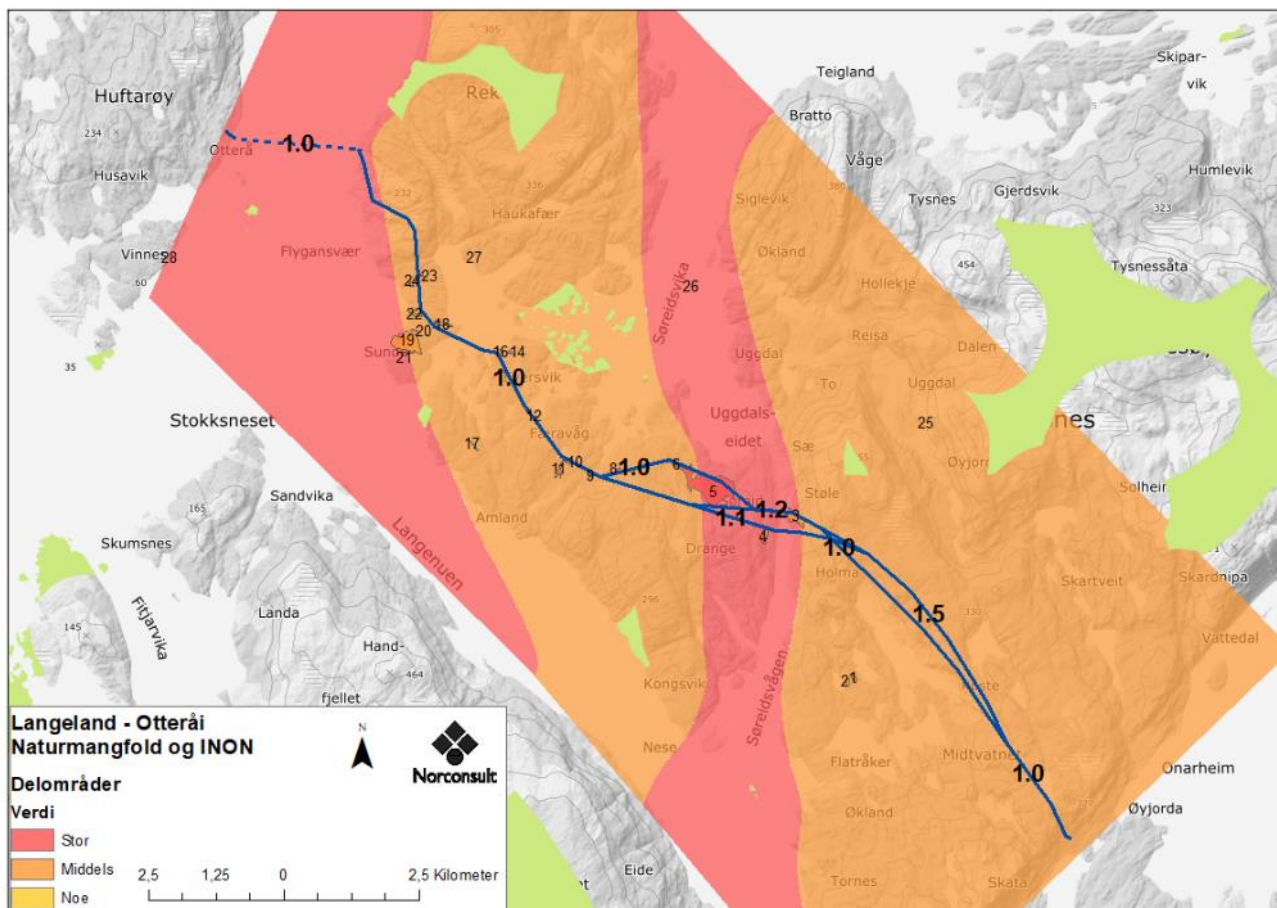 305
Rek
Skipar-
vik
Teigland
Huftarøy
Bratto
234
1.0
Otterå
Våge
Humlevik
Husavik
232
336
380
Gjerdsvik
Siglevik
Tysnes
323
Haukafær
Økland
Vinnes
28
Flygansvær
27
454
Tysnessåta
60
24
23
26
Hollekje
Søreidsvika
22
18
20
Reisa
Dalen
19
35
21
16
14
Uggdal
To
Uggdal
1.0
ersvik
Stokksneset
12
Uggdals-
eidet
25
nes
Færavåg
17
Sæ
10
11
8
1.0
6
9
55
Sandvika
5
Støle
Solheim
165
1.2
3
Amland
1.1
4
Skumsnes
Drange
1.0
Langenuen
Holma
Skartveit
Skardnipa
Fitjarvika
296
1.5
330
Landa
145
Vattedal
Hand-
fjellet
464
Kongsvik
21
Søreidsvågen
Nese
Midtvatnet
Flatråker
1.0
Onarheim
Økland
Øyjorda
Eide
Tornes
Skata
Langeland - Otteråi
Naturmangfold og INON
N
Norconsult
Delområder
Verdi
Stor
Middels
Noe
2,5
1,25
0
2,5 Kilometer